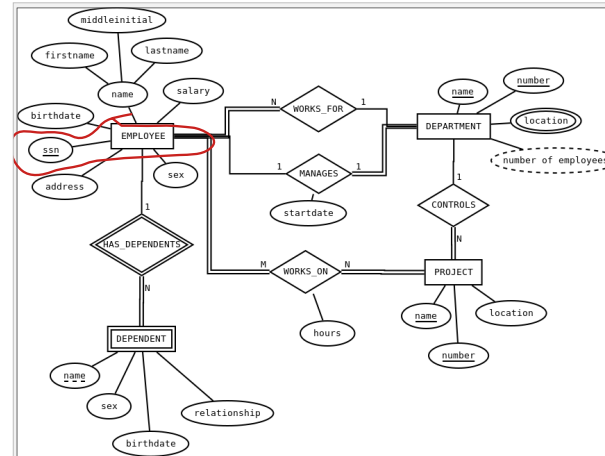 middleinitial
firstname
lastname
name
salary
birthdate
EMPLOYEE
ssn
address
sex
N
WORKS_FOR
1
name
number
DEPARTMENT
location
number of employees
1
MANAGES
1
startdate
1
CONTROLS
N
1
HAS_DEPENDENTS
N
M
WORKS_ON
N
hours
PROJECT
name
number
location
DEPENDENT
name
sex
birthdate
relationship